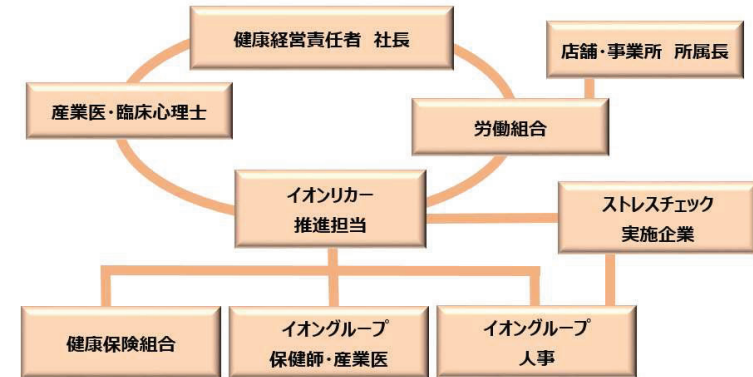 健康経営責任者 社長
店舗・事業所 所属長
産業医・臨床心理士
労働組合
イオンリカー
推進担当
ストレスチェック
実施企業
健康保険組合
イオングループ
保健師・産業医
イオングループ
人事